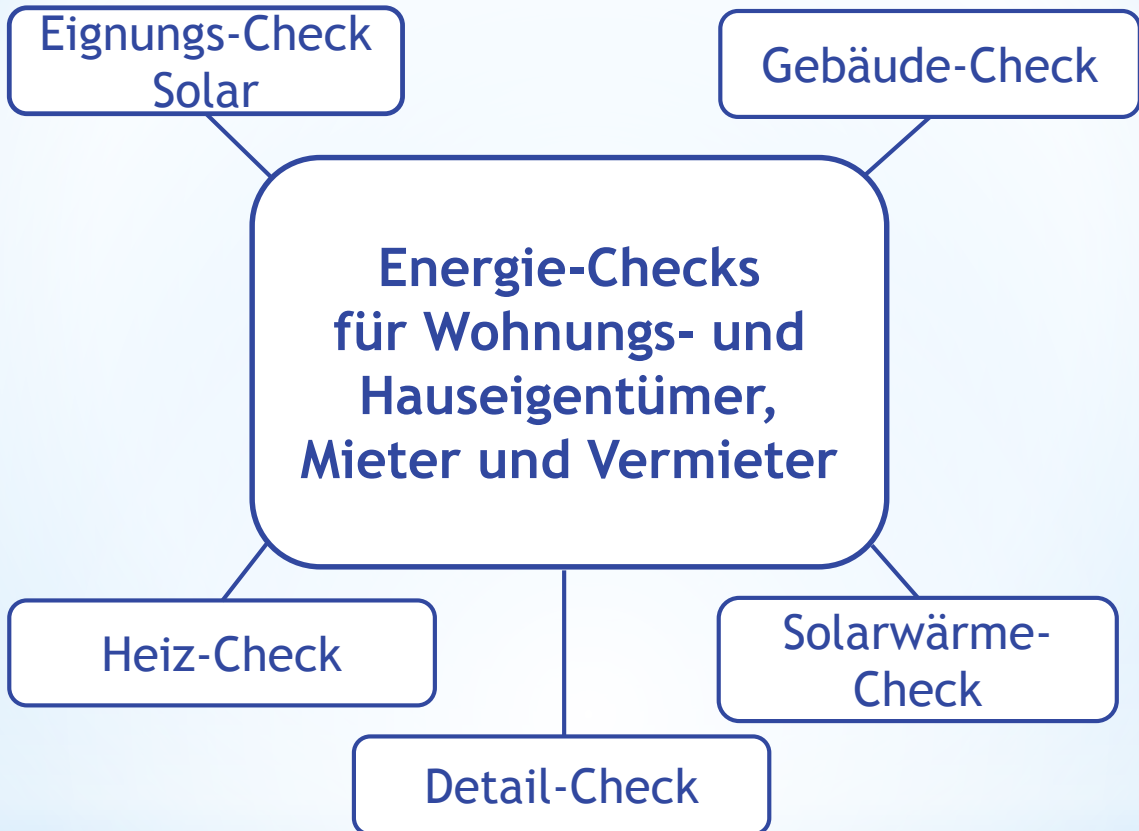 Eignungs-Check
Solar
Gebäude-Check
Energie-Checks
für Wohnungs- und
Hauseigentümer,
Mieter und Vermieter
Heiz-Check
Solarwärme-
Check
Detail-Check